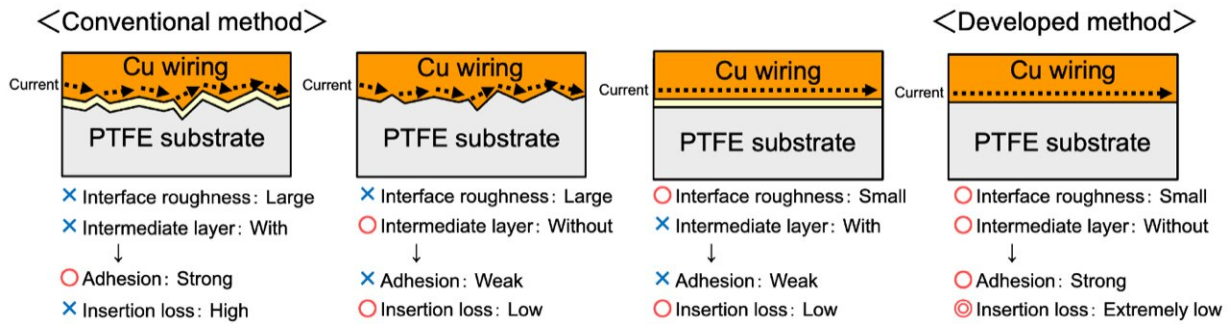 ＜Conventional method＞
＜Developed method＞
Cu wiring
Current
PTFE substrate
× Interface roughness: Large
× Intermediate layer: With
↓
○ Adhesion: Strong
× Insertion loss: High
Cu wiring
Current
PTFE substrate
× Interface roughness: Large
○ Intermediate layer: Without
↓
× Adhesion: Weak
○ Insertion loss: Low
Cu wiring
Current
PTFE substrate
○ Interface roughness: Small
× Intermediate layer: With
↓
× Adhesion: Weak
○ Insertion loss: Low
Cu wiring
Current
PTFE substrate
○ Interface roughness: Small
○ Intermediate layer: Without
↓
○ Adhesion: Strong
◎ Insertion loss: Extremely low